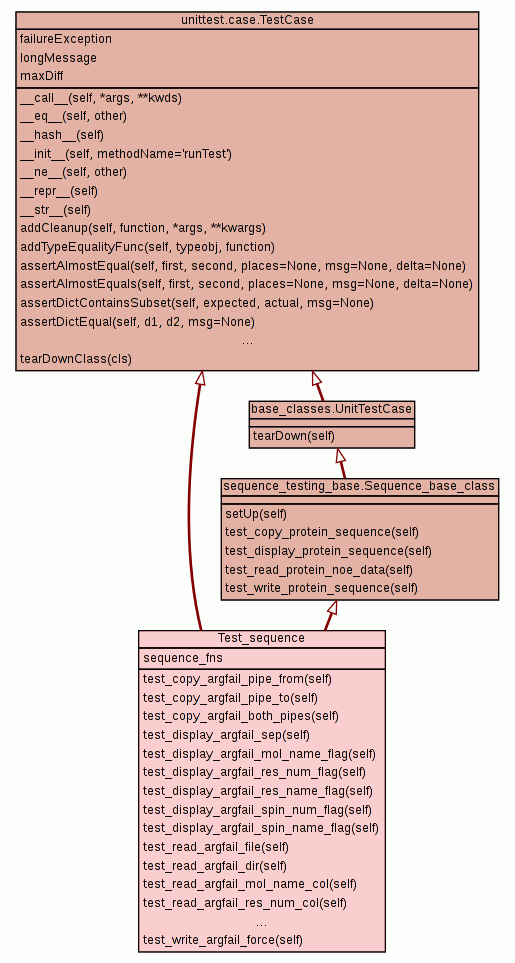 unittest.case.TestCase
failureException
longMessage
maxDiff
__call__(self, *args, **kwds)
__eq__(self, other)
__hash__(self)
__init__(self, methodName='runTest')
__ne__(self, other)
__repr__(self)
__str__(self)
addCleanup(self, function, *args, **kwargs)
addTypeEqualityFunc(self, typeobj, function)
assertAlmostEqual(self, first, second, places=None, msg=None, delta=None)
assertAlmostEquals(self, first, second, places=None, msg=None, delta=None)
assertDictContainsSubset(self, expected, actual, msg=None)
assertDictEqual(self, d1, d2, msg=None)
...
tearDownClass(cls)
base_classes.UnitTestCase
tearDown(self)
sequence_testing_base.Sequence_base_class
setUp(self)
test_copy_protein_sequence(self)
test_display_protein_sequence(self)
test_read_protein_noe_data(self)
test_write_protein_sequence(self)
Test_sequence
sequence_fns
test_copy_argfail_pipe_from(self)
test_copy_argfail_pipe_to(self)
test_copy_argfail_both_pipes(self)
test_display_argfail_sep(self)
test_display_argfail_mol_name_flag(self)
test_display_argfail_res_num_flag(self)
test_display_argfail_res_name_flag(self)
test_display_argfail_spin_num_flag(self)
test_display_argfail_spin_name_flag(self)
test_read_argfail_file(self)
test_read_argfail_dir(self)
test_read_argfail_mol_name_col(self)
test_read_argfail_res_num_col(self)
...
test_write_argfail_force(self)